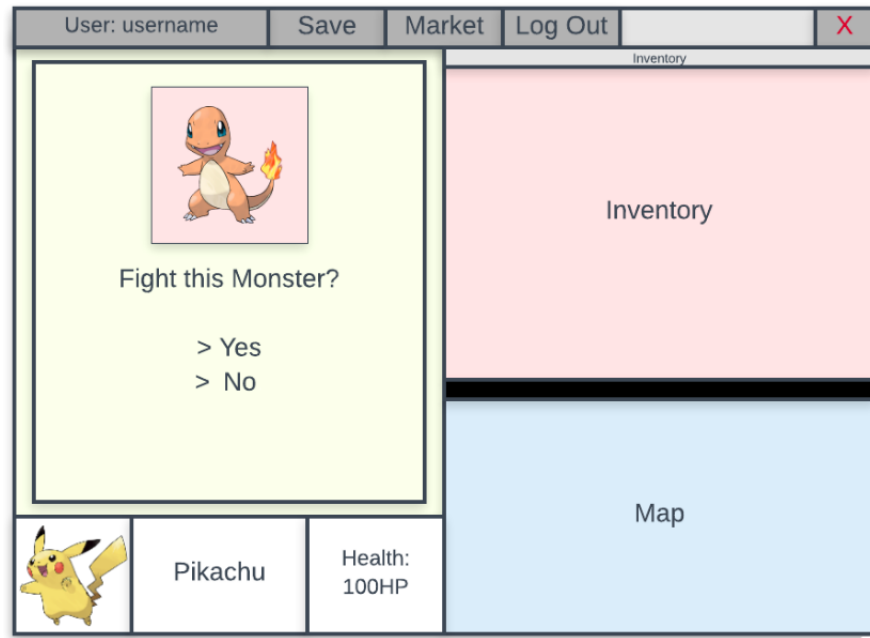 User: username
Save
Market
Log Out
X
Inventory
Fight this Monster?
> Yes
> No
Inventory
Map
Pikachu
Health:
100HP